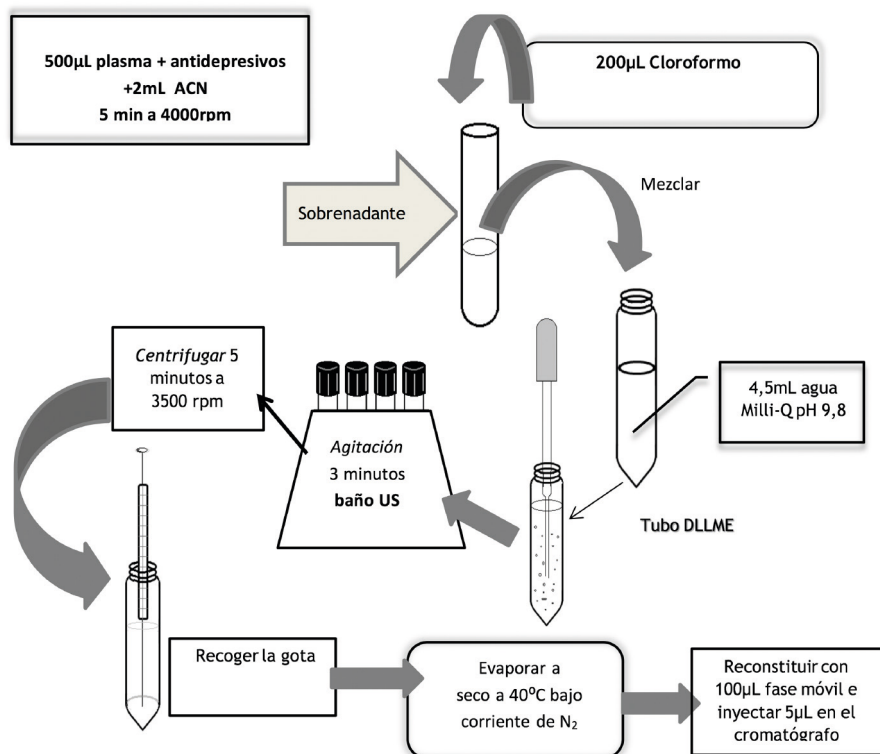 500µL plasma + antidepresivos
+2mL ACN
5 min a 4000rpm
200µL Cloroformo
Sobrenadante
Mezclar
4,5mL agua
Milli-Q pH 9,8
Tubo DLLME
Agitación
3 minutos
baño US
Centrifugar 5
minutos a
3500 rpm
Recoger la gota
Evaporar a
seco a 40ºC bajo
corriente de N₂
Reconstituir con
100µL fase móvil e
inyectar 5µL en el
cromatógrafo